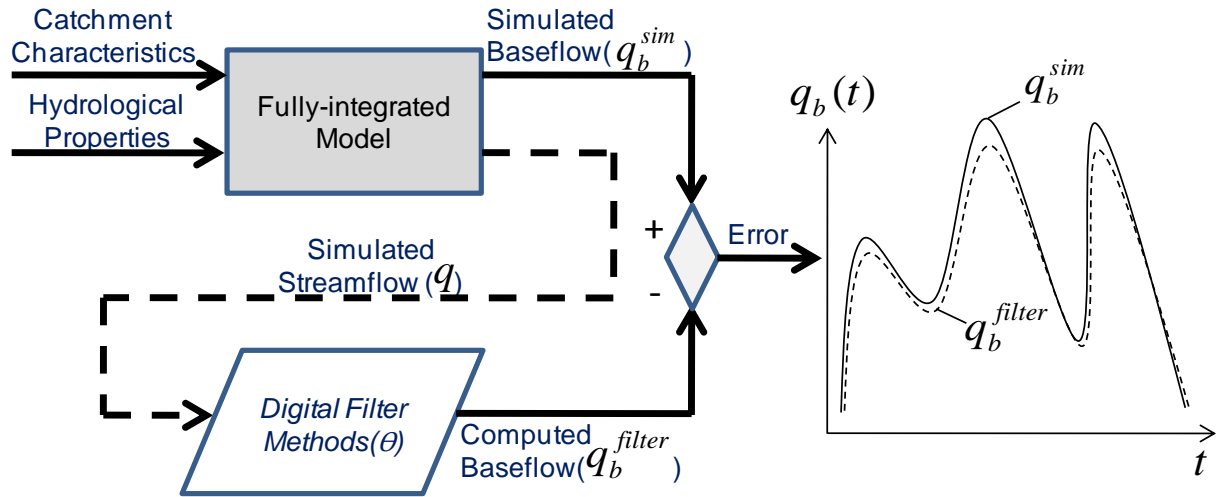 Catchment
Characteristics
Hydrological
Properties
Fully-integrated
Model
Simulated
Baseflow(q_b^{sim})
Simulated
Streamflow(q)
+
-
Error
Digital Filter
Methods(θ)
Computed
Baseflow(q_b^{filter})
q_b(t)
q_b^{sim}
q_b^{filter}
t